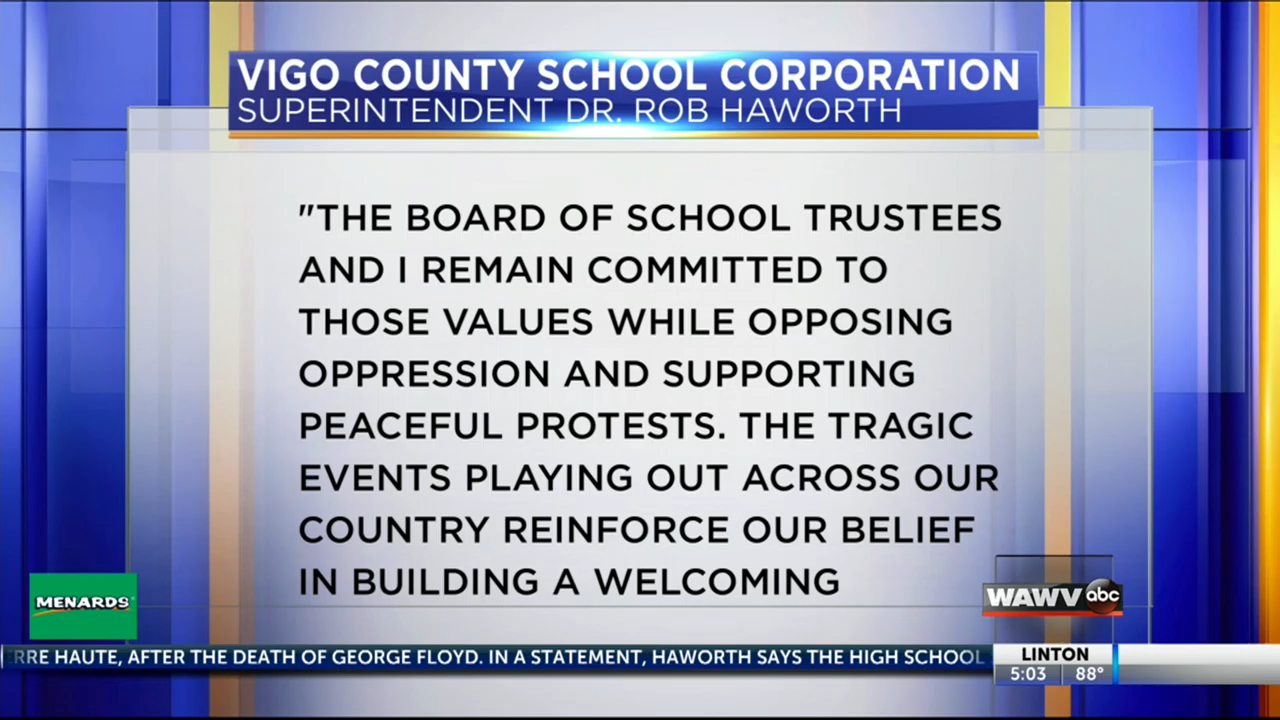 VIGO COUNTY SCHOOL CORPORATION
SUPERINTENDENT DR. ROB HAWORTH
"THE BOARD OF SCHOOL TRUSTEES
AND I REMAIN COMMITTED TO
THOSE VALUES WHILE OPPOSING
OPPRESSION AND SUPPORTING
PEACEFUL PROTESTS. THE TRAGIC
EVENTS PLAYING OUT ACROSS OUR
COUNTRY REINFORCE OUR BELIEF
IN BUILDING A WELCOMING
MENARDS
WAWV abc
RRE HAUTE, AFTER THE DEATH OF GEORGE FLOYD. IN A STATEMENT, HAWORTH SAYS THE HIGH SCHOOL
LINTON
5:03 88°